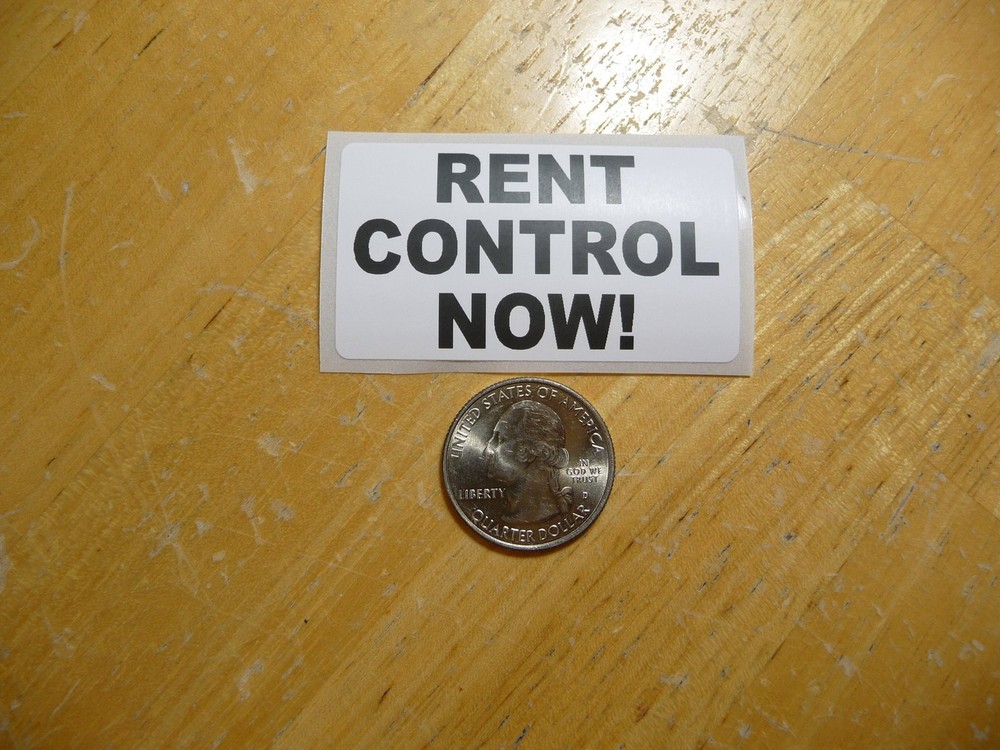 RENT
CONTROL
NOW!
UNITED STATES OF AMERICA
IN
GOD WE
TRUST
LIBERTY
D
QUARTER DOLLAR